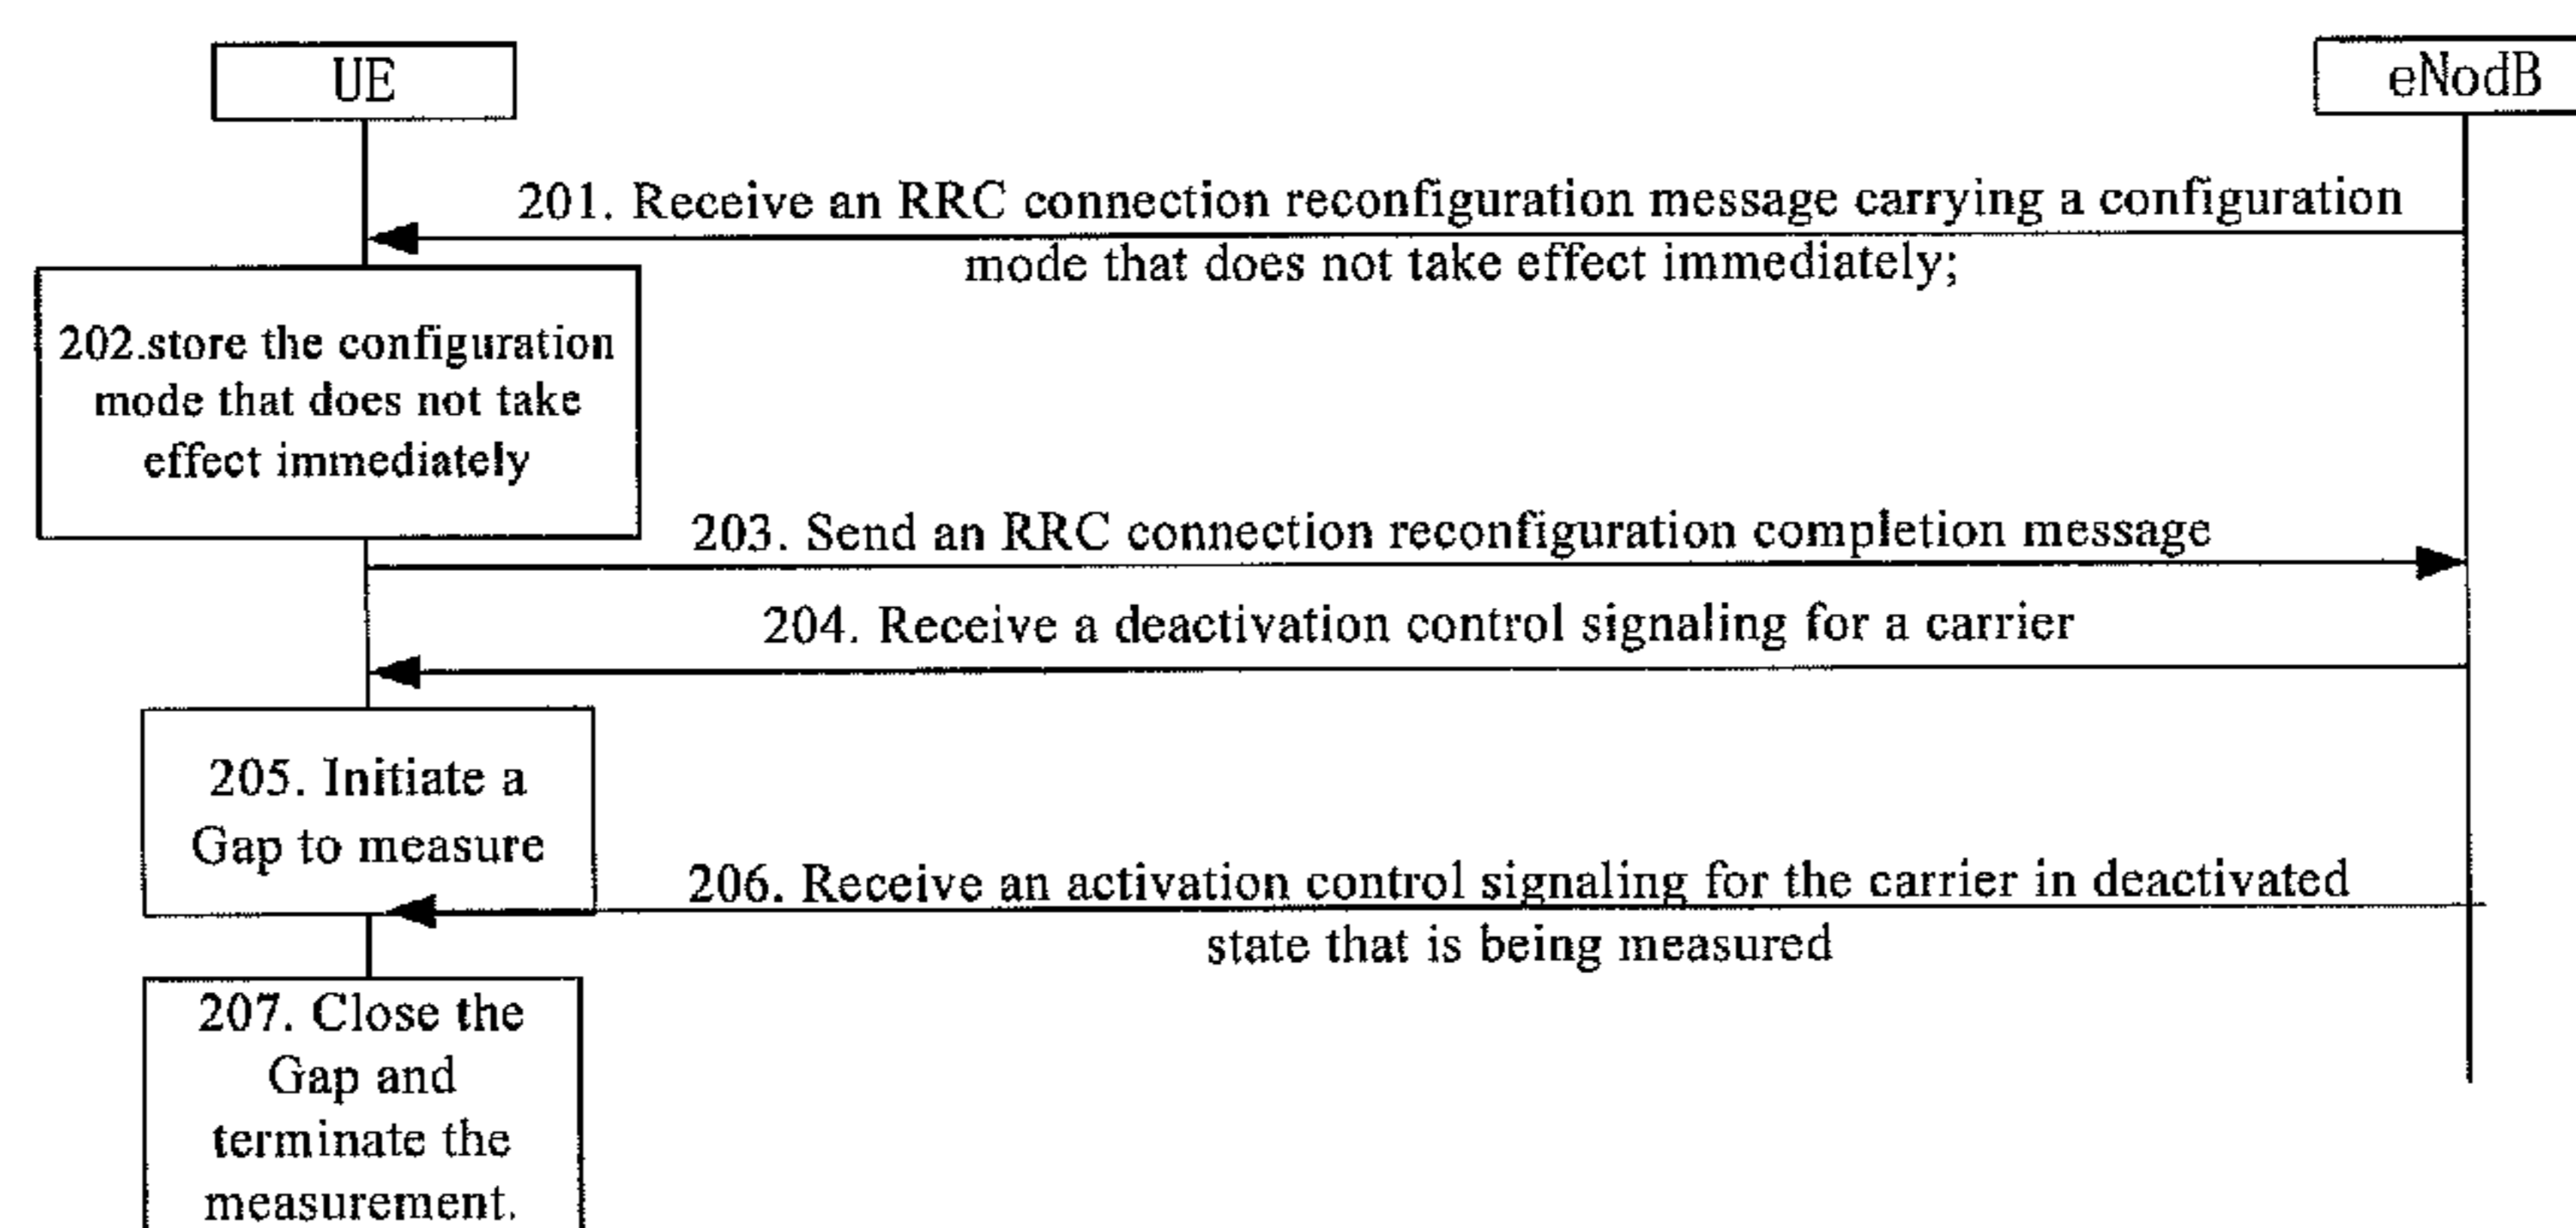 UE
eNodB
201. Receive an RRC connection reconfiguration message carrying a configuration
mode that does not take effect immediately;
202.store the configuration
mode that does not take
effect immediately
203. Send an RRC connection reconfiguration completion message
204. Receive a deactivation control signaling for a carrier
205. Initiate a
Gap to measure
206. Receive an activation control signaling for the carrier in deactivated
state that is being measured
207. Close the
Gap and
terminate the
measurement.